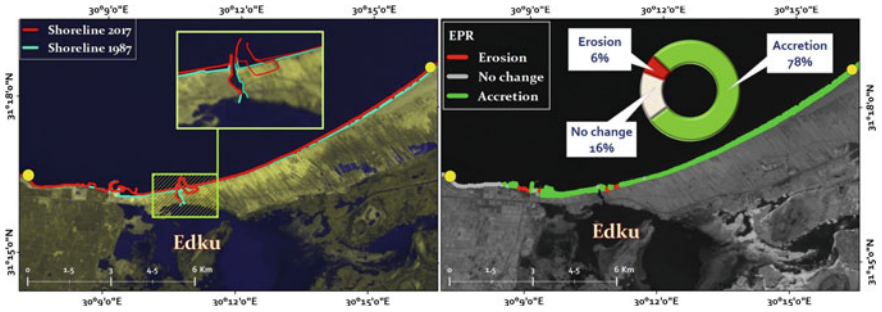 30°9'0"E 30°12'0"E 30°15'0"E
Shoreline 2017
Shoreline 1987
31°18'0"N
31°15'0"N
Edku
0 1.5 3 4.5 6 Km
30°9'0"E 30°12'0"E 30°15'0"E
30°9'0"E 30°12'0"E 30°15'0"E
EPR
Erosion
No change
Accretion
Erosion
6%
Accretion
78%
No change
16%
31°18'0"N
31°15'0"N
Edku
0 1.5 3 4.5 6 Km
30°9'0"E 30°12'0"E 30°15'0"E